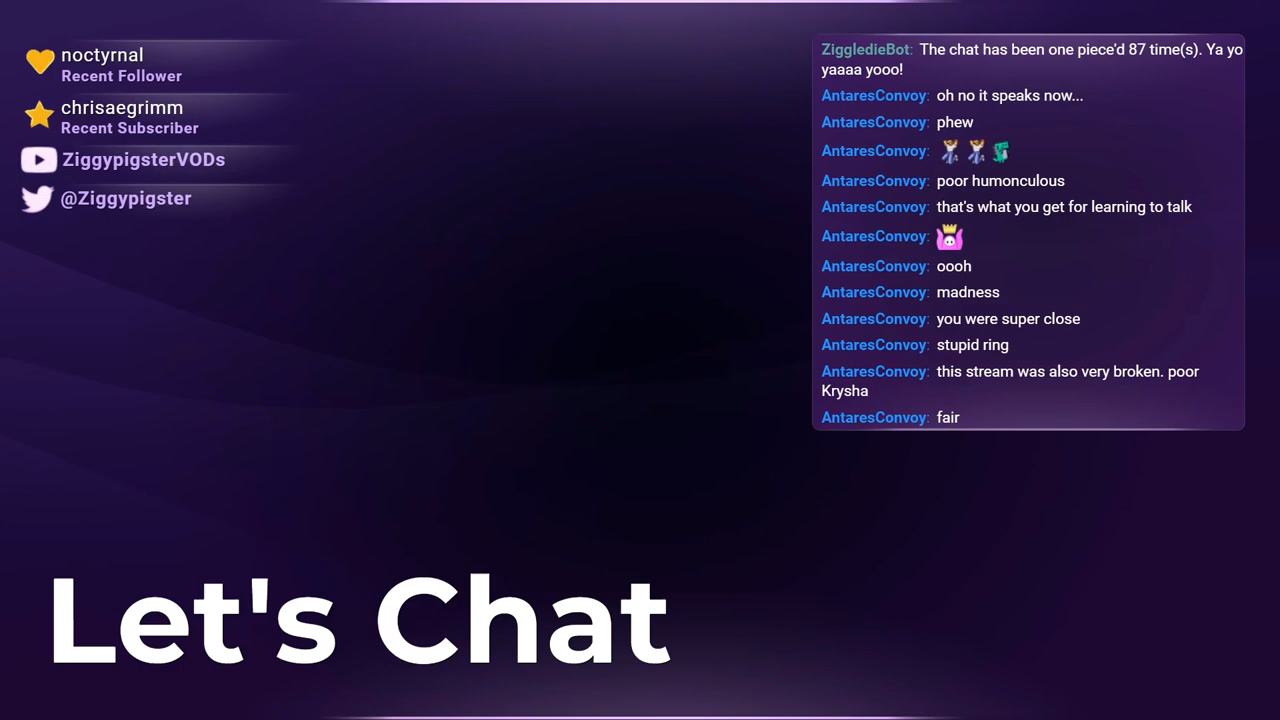 noctyrnal
Recent Follower
chrisaegrimm
Recent Subscriber
ZiggypigsterVODs
@Ziggypigster
ZiggledieBot: The chat has been one piece'd 87 time(s). Ya yo
yaaaa yooo!
AntaresConvoy: oh no it speaks now...
AntaresConvoy: phew
AntaresConvoy:
AntaresConvoy: poor humonculous
AntaresConvoy: that's what you get for learning to talk
AntaresConvoy:
AntaresConvoy: oooh
AntaresConvoy: madness
AntaresConvoy: you were super close
AntaresConvoy: stupid ring
AntaresConvoy: this stream was also very broken. poor
Krysha
AntaresConvoy: fair
Let's Chat